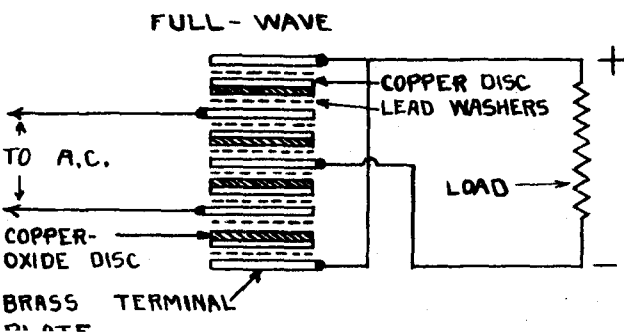 FULL-WAVE
+
COPPER DISC
LEAD WASHERS
TO A.C.
LOAD
COPPER-
OXIDE DISC
-
BRASS TERMINAL
PLATE